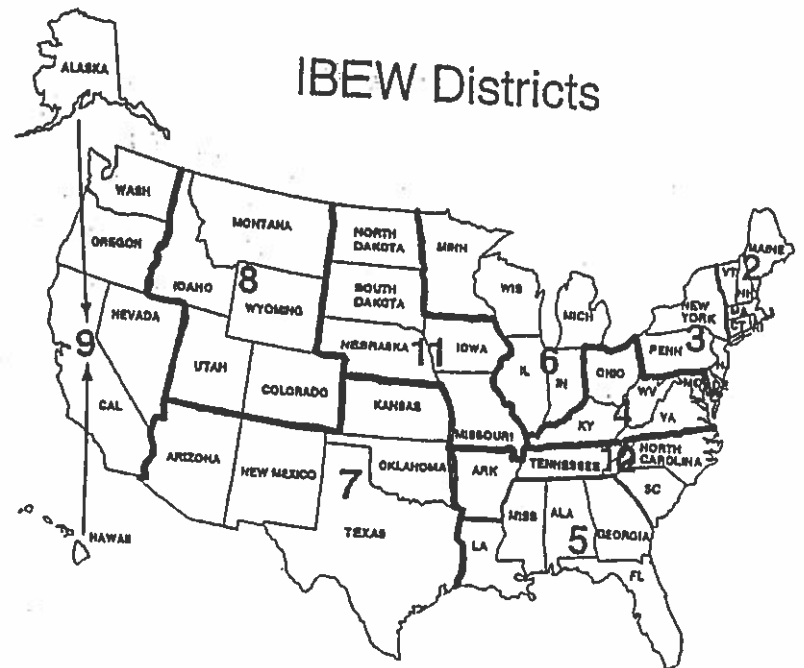 IBEW Districts
ALASKA
WASH
OREGON
MONTANA
IDAHO
8
WYOMING
NORTH
DAKOTA
SOUTH
DAKOTA
MINN
WIS
MICH
NEW
YORK
VT
2
MAINE
NH
CT
RI
3
PENN
NEVADA
9
CAL
UTAH
COLORADO
NEBRASKA
11
IOWA
IL
6
IN
OHIO
WV
VA
4
KY
KANSAS
MISSOURI
ARIZONA
NEW MEXICO
7
OKLAHOMA
TEXAS
ARK
TENNESSEE
12
NORTH
CAROLINA
SC
LA
MISS
ALA
5
GEORGIA
FL
HAWAII